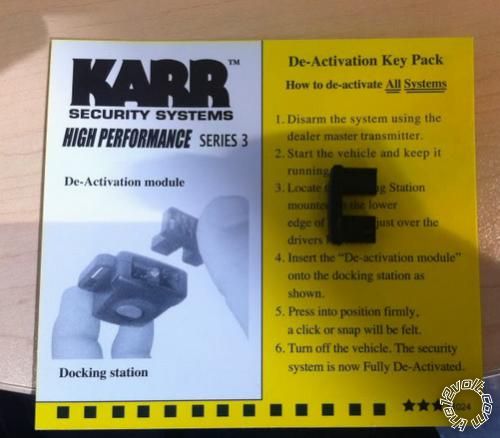 KARR™
SECURITY SYSTEMS
HIGH PERFORMANCE SERIES 3
De-Activation module
Docking station
De-Activation Key Pack
How to de-activate All Systems
1. Disarm the system using the
dealer master transmitter.
2. Start the vehicle and keep it
running
3. Locate Station
mounted the lower
edge of just over the
drivers
4. Insert the “De-activation module”
onto the docking station as
shown.
5. Press into position firmly,
a click or snap will be felt.
6. Turn off the vehicle. The security
system is now Fully De-Activated.
the12volt.com